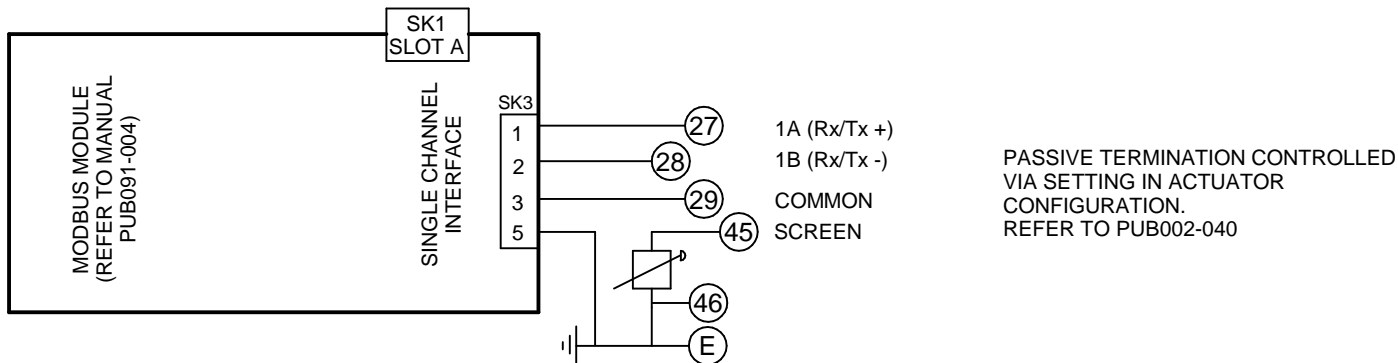 SK1
SLOT A
MODBUS MODULE
(REFER TO MANUAL
PUB091-004)
SINGLE CHANNEL
INTERFACE
SK3
1
2
3
5
27
28
29
45
46
E
1A (Rx/Tx +)
1B (Rx/Tx -)
COMMON
SCREEN
PASSIVE TERMINATION CONTROLLED
VIA SETTING IN ACTUATOR
CONFIGURATION.
REFER TO PUB002-040